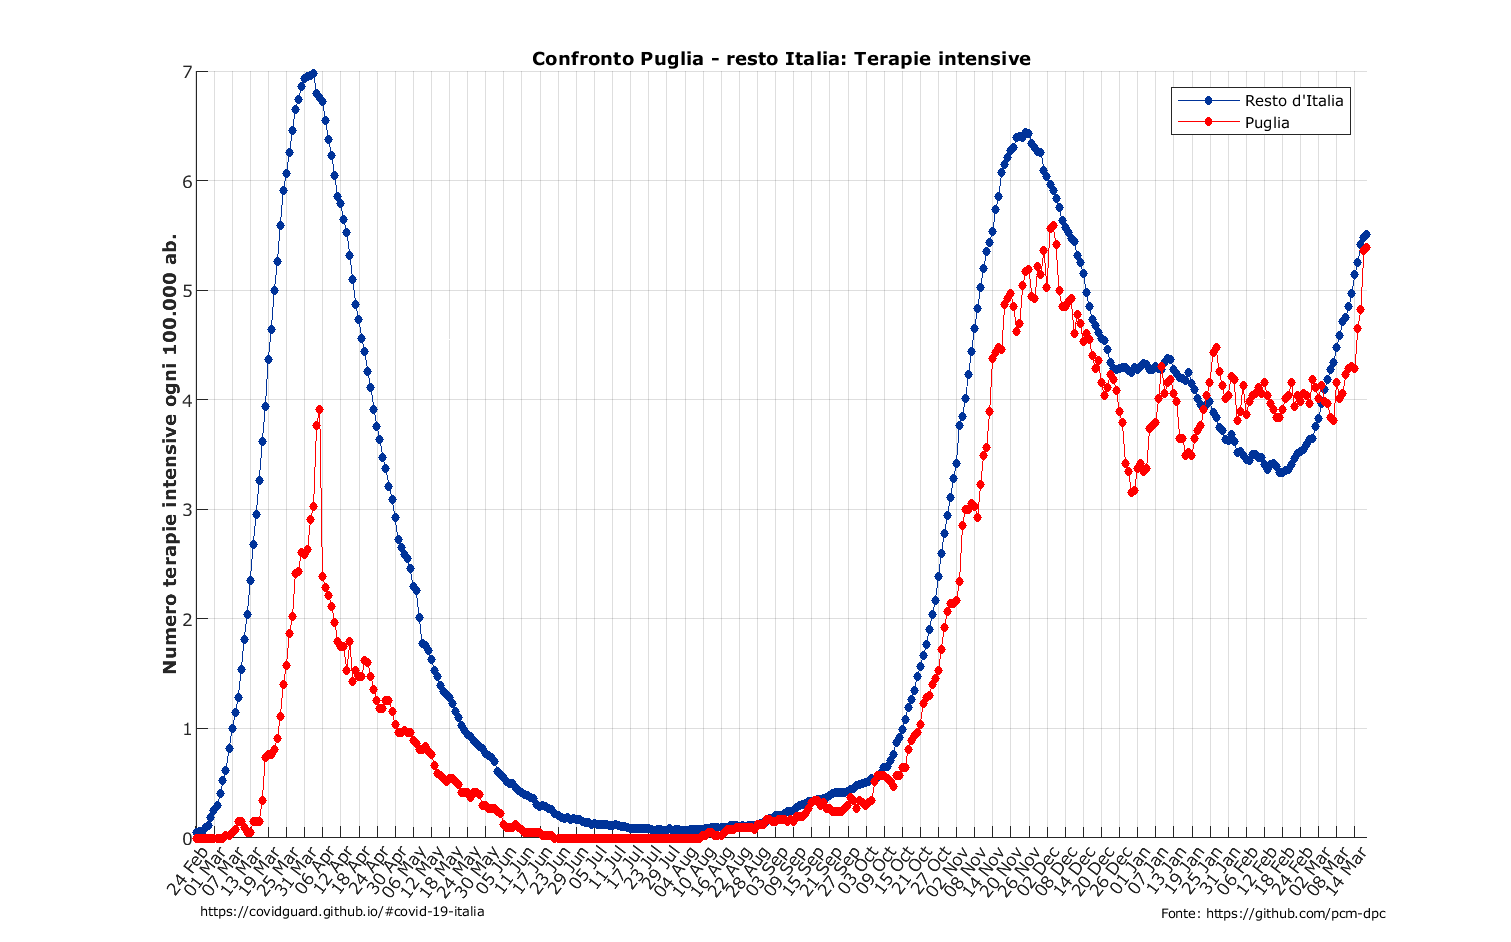 Confronto Puglia - resto Italia: Terapie intensive
Resto d'Italia
Puglia
Numero terapie intensive ogni 100.000 ab.
7
6
5
4
3
2
1
0
24 Feb
01 Mar
07 Mar
13 Mar
19 Mar
25 Mar
31 Mar
06 Apr
12 Apr
18 Apr
24 Apr
30 Apr
06 May
12 May
18 May
24 May
30 May
05 Jun
11 Jun
17 Jun
23 Jun
29 Jun
05 Jul
11 Jul
17 Jul
23 Jul
29 Jul
04 Aug
10 Aug
16 Aug
22 Aug
28 Aug
03 Sep
09 Sep
15 Sep
21 Sep
27 Sep
03 Oct
09 Oct
15 Oct
21 Oct
27 Oct
02 Nov
08 Nov
14 Nov
20 Nov
26 Nov
02 Dec
08 Dec
14 Dec
20 Dec
26 Dec
01 Jan
07 Jan
13 Jan
19 Jan
25 Jan
31 Jan
06 Feb
12 Feb
18 Feb
24 Feb
02 Mar
08 Mar
14 Mar
https://covidguard.github.io/#covid-19-italia
Fonte: https://github.com/pcm-dpc